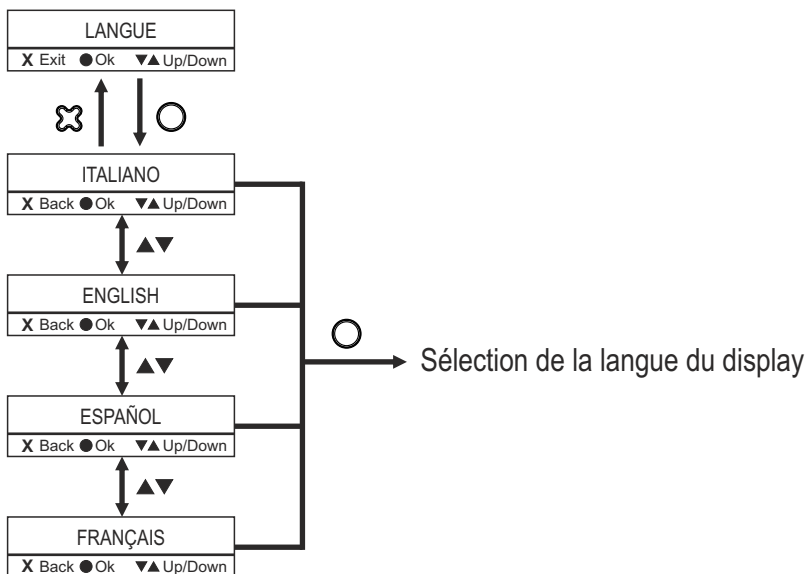 LANGUE
X Exit ●Ok ▼▲Up/Down
ITALIANO
X Back ●Ok ▼▲Up/Down
ENGLISH
X Back ●Ok ▼▲Up/Down
Sélection de la langue du display
ESPAÑOL
X Back ●Ok ▼▲Up/Down
FRANÇAIS
X Back ●Ok ▼▲Up/Down